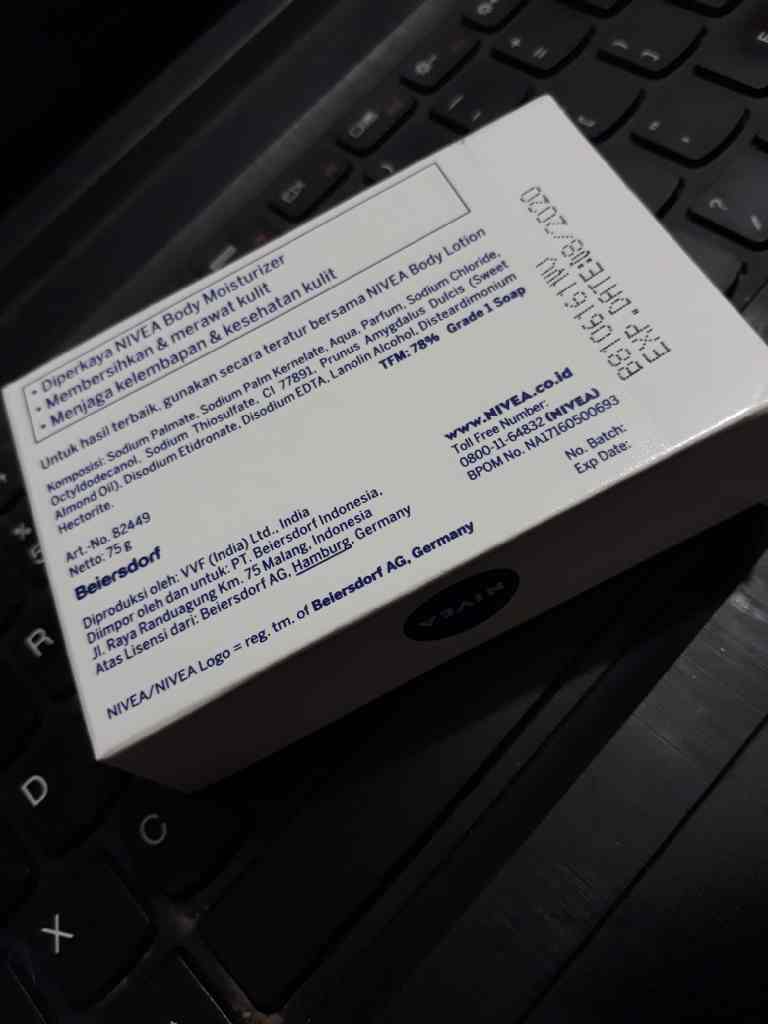 • Diperkaya NIVEA Body Moisturizer
• Membersihkan & merawat kulit
• Menjaga kelembapan & kesehatan kulit
Untuk hasil terbaik, gunakan secara teratur bersama NIVEA Body Lotion
Komposisi: Sodium Palmate, Sodium Palm Kernelate, Aqua, Parfum, Sodium Chloride,
Octyldodecanol, Sodium Thiosulfate, CI 77891, Prunus Amygdalus Dulcis (Sweet
Almond Oil), Disodium Etidronate, Disodium EDTA, Lanolin Alcohol, Disteardimonium
Hectorite.
TFM: 78% Grade 1 Soap
Art.-No. 82449
Netto: 75 g
Beiersdorf
Diproduksi oleh: VVF (India) Ltd., India
Diimpor oleh dan untuk: PT. Beiersdorf Indonesia,
Jl. Raya Randuagung Km. 75 Malang, Indonesia
Atas Lisensi dari: Beiersdorf AG, Hamburg, Germany
NIVEA/NIVEA Logo = reg. tm. of Beiersdorf AG, Germany
www.NIVEA.co.id
Toll Free Number:
0800-11-64832 (NIVEA)
BPOM No. NA17160500693
No. Batch:
Exp Date:
EXP. DATE:08/2020
NIVEA
R
D
C
X